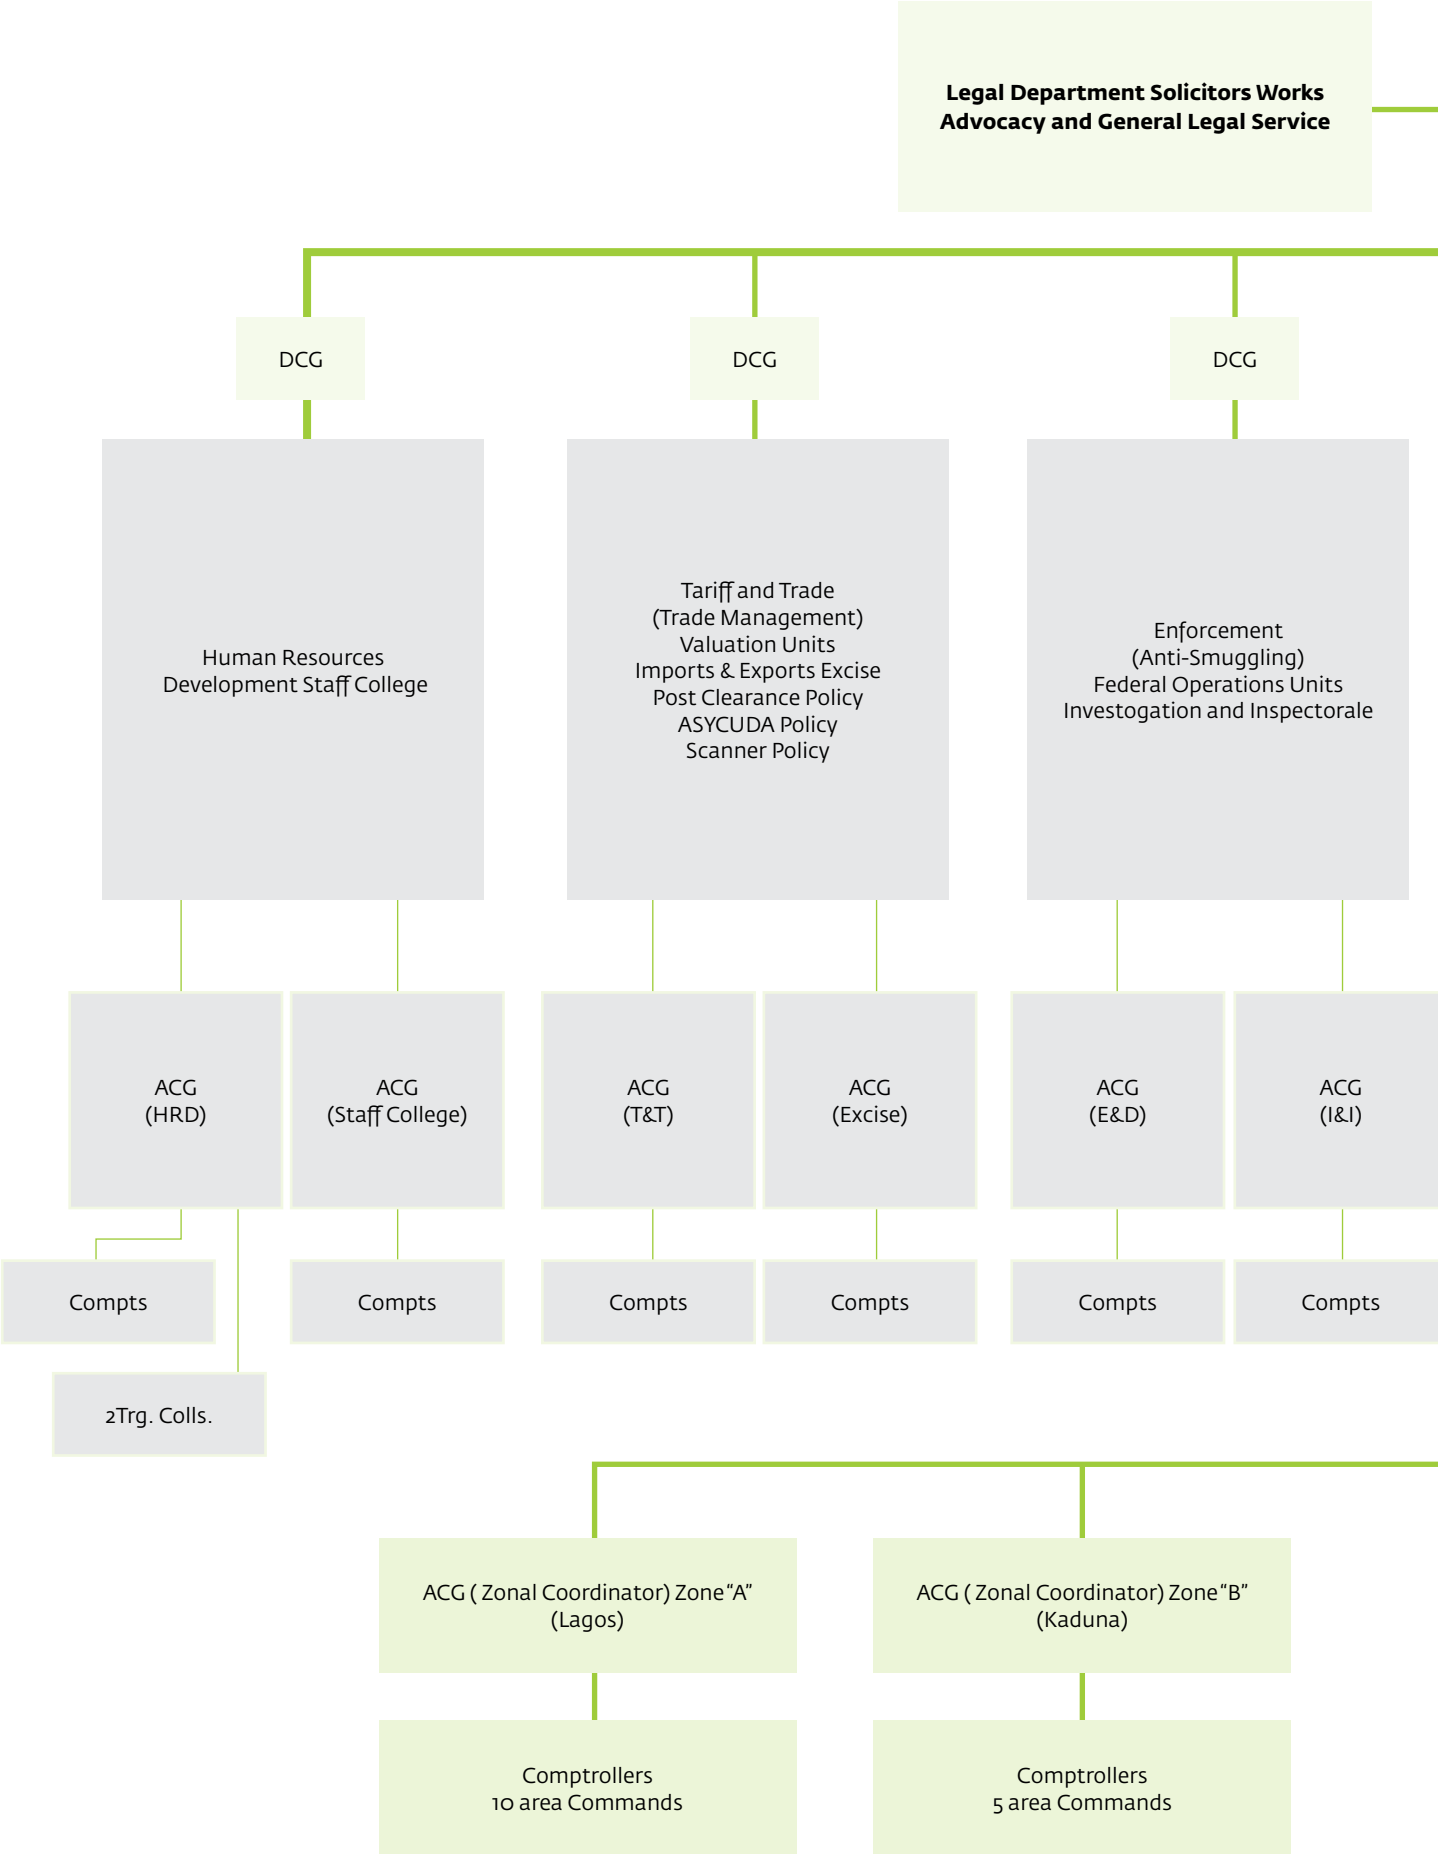 Legal Department Solicitors Works
Advocacy and General Legal Service
DCG
DCG
DCG
Human Resources
Development Staff College
Tariff and Trade
(Trade Management)
Valuation Units
Imports & Exports Excise
Post Clearance Policy
ASYCUDA Policy
Scanner Policy
Enforcement
(Anti-Smuggling)
Federal Operations Units
Investogation and Inspectorale
ACG
(HRD)
ACG
(Staff College)
ACG
(T&T)
ACG
(Excise)
ACG
(E&D)
ACG
(I&I)
Compts
Compts
Compts
Compts
Compts
Compts
2Trg. Colls.
ACG ( Zonal Coordinator) Zone “A”
(Lagos)
ACG ( Zonal Coordinator) Zone “B”
(Kaduna)
Comptrollers
10 area Commands
Comptrollers
5 area Commands